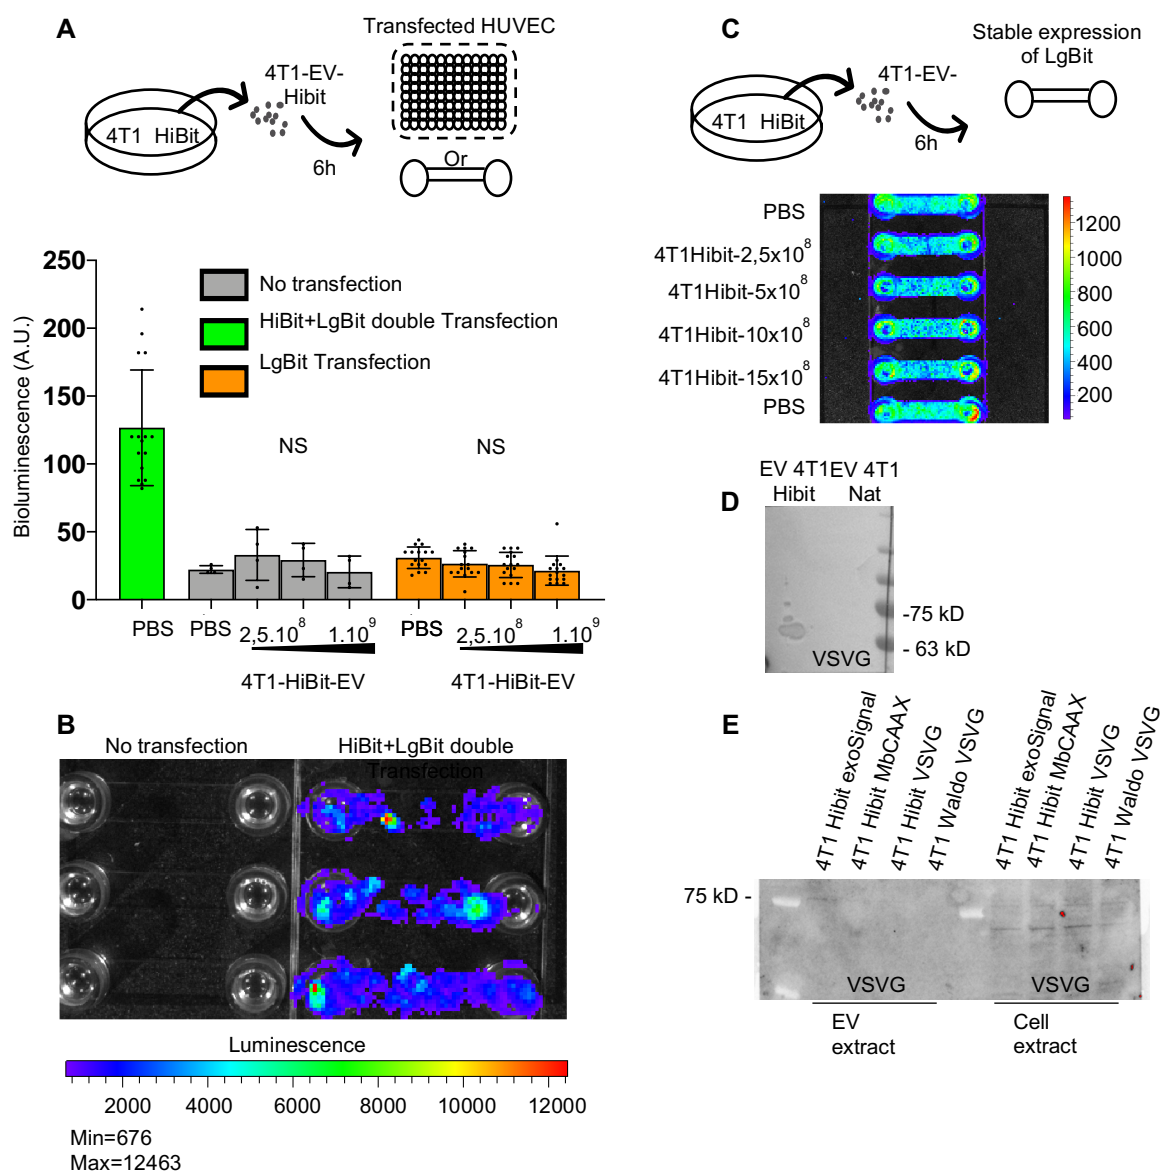 A
Transfected HUVEC
4T1-EV-
Hibit
4T1 HiBit
6h
Or
250
200
150
100
50
0
Bioluminescence (A.U.)
No transfection
HiBit+LgBit double Transfection
LgBit Transfection
NS
NS
PBS
PBS
2,5.10⁸
1.10⁹
PBS
2,5.10⁸
1.10⁹
4T1-HiBit-EV
4T1-HiBit-EV
B
No transfection
HiBit+LgBit double
Transfection
Luminescence
2000 4000 6000 8000 10000 12000
Min=676
Max=12463
C
Stable expression
of LgBit
4T1-EV-
4T1 HiBit
6h
PBS
4T1Hibit-2,5x10⁸
4T1Hibit-5x10⁸
4T1Hibit-10x10⁸
4T1Hibit-15x10⁸
PBS
1200
1000
800
600
400
200
D
EV 4T1
Hibit
EV 4T1
Nat
-75 kD
- 63 kD
VSVG
E
4T1 Hibit exoSignal
4T1 Hibit MbCAAX
4T1 Hibit VSVG
4T1 Waldo VSVG
4T1 Hibit exoSignal
4T1 Hibit MbCAAX
4T1 Hibit VSVG
4T1 Waldo VSVG
75 kD -
VSVG
VSVG
EV
extract
Cell
extract